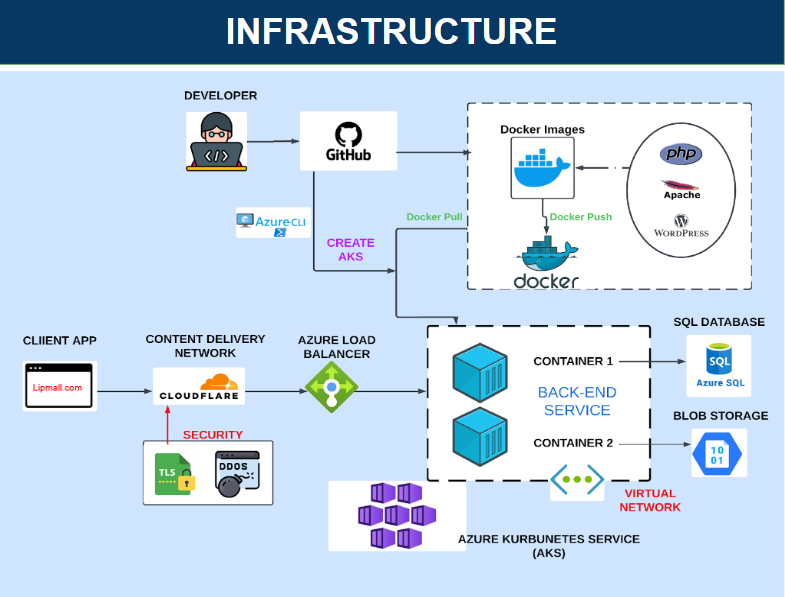 INFRASTRUCTURE
DEVELOPER
</>
GitHub
Docker Images
php
Apache
WORDPRESS
Azure-CLI
CREATE
AKS
Docker Pull
Docker Push
docker
CLIIENT APP
Lipmall.com
CONTENT DELIVERY
NETWORK
CLOUDFLARE
AZURE LOAD
BALANCER
SECURITY
TLS
DDOS
CONTAINER 1
BACK-END
SERVICE
CONTAINER 2
SQL DATABASE
SQL
Azure SQL
BLOB STORAGE
10
01
VIRTUAL
NETWORK
AZURE KURBUNETES SERVICE
(AKS)